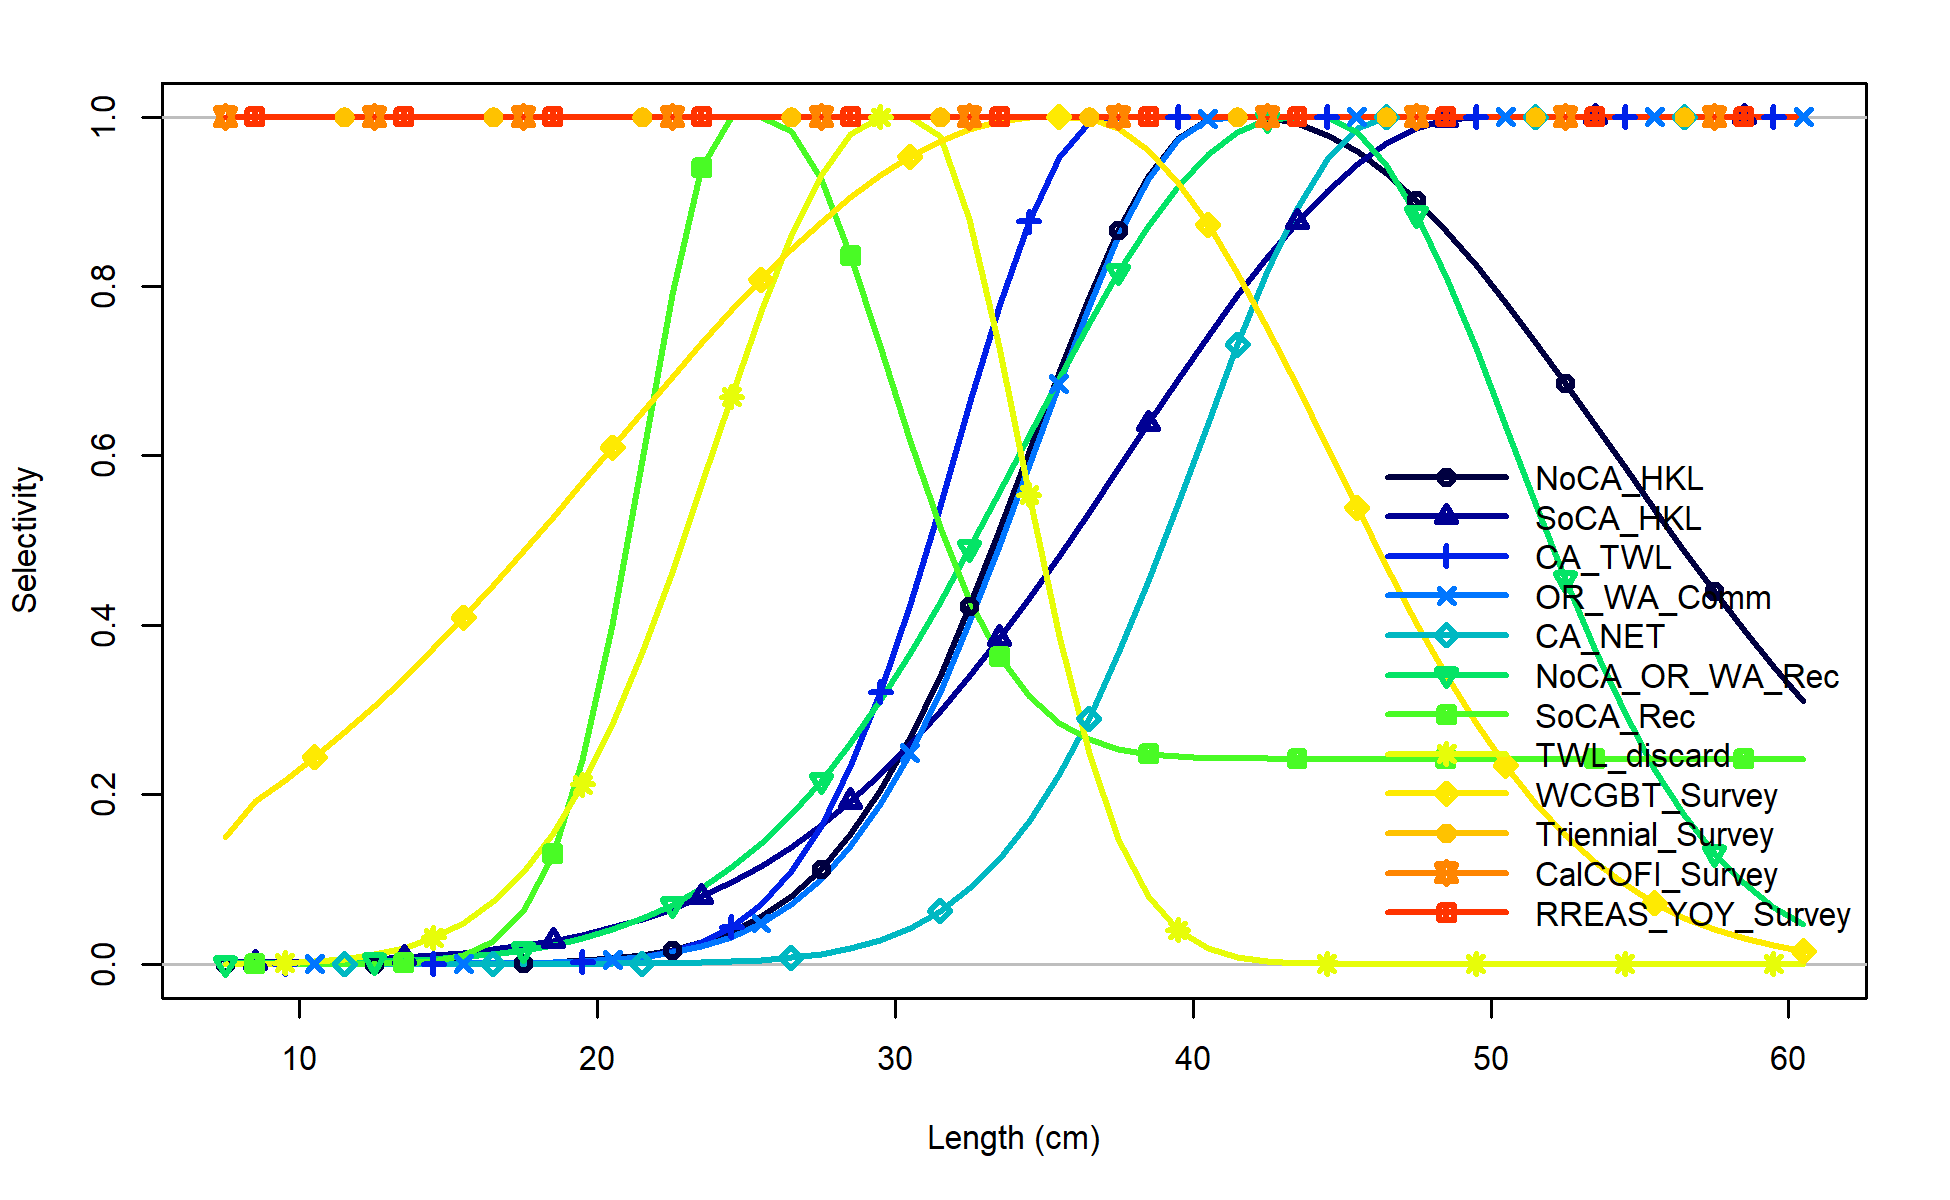 1.0
0.8
0.6
0.4
0.2
0.0
Selectivity
NoCA_HKL
SoCA_HKL
CA_TWL
OR_WA_Comm
CA_NET
NoCA_OR_WA_Rec
SoCA_Rec
TWL_discard
WCGBT_Survey
Triennial_Survey
CalCOFI_Survey
RREAS_YOY_Survey
10 20 30 40 50 60
Length (cm)